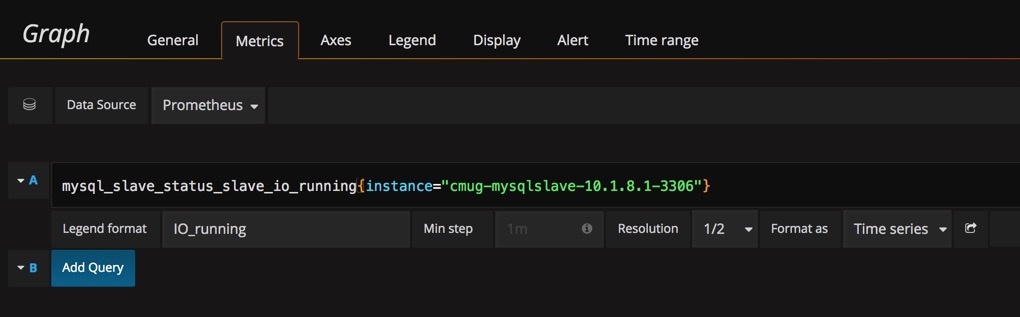 Graph General Metrics Axes Legend Display Alert Time range
Data Source Prometheus
A mysql_slave_status_slave_io_running{instance="cmug-mysqlslave-10.1.8.1-3306"}
Legend format IO_running Min step 1m Resolution 1/2 Format as Time series
B Add Query